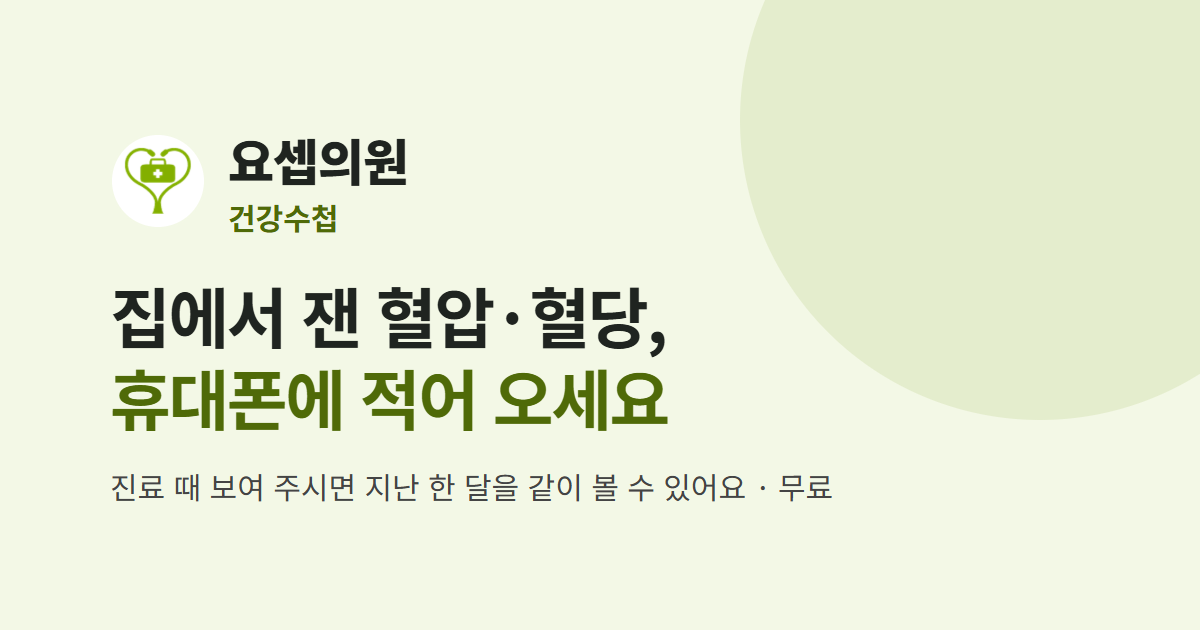 요셉의원
건강수첩
집에서 잰 혈압·혈당,
휴대폰에 적어 오세요
진료 때 보여 주시면 지난 한 달을 같이 볼 수 있어요 · 무료